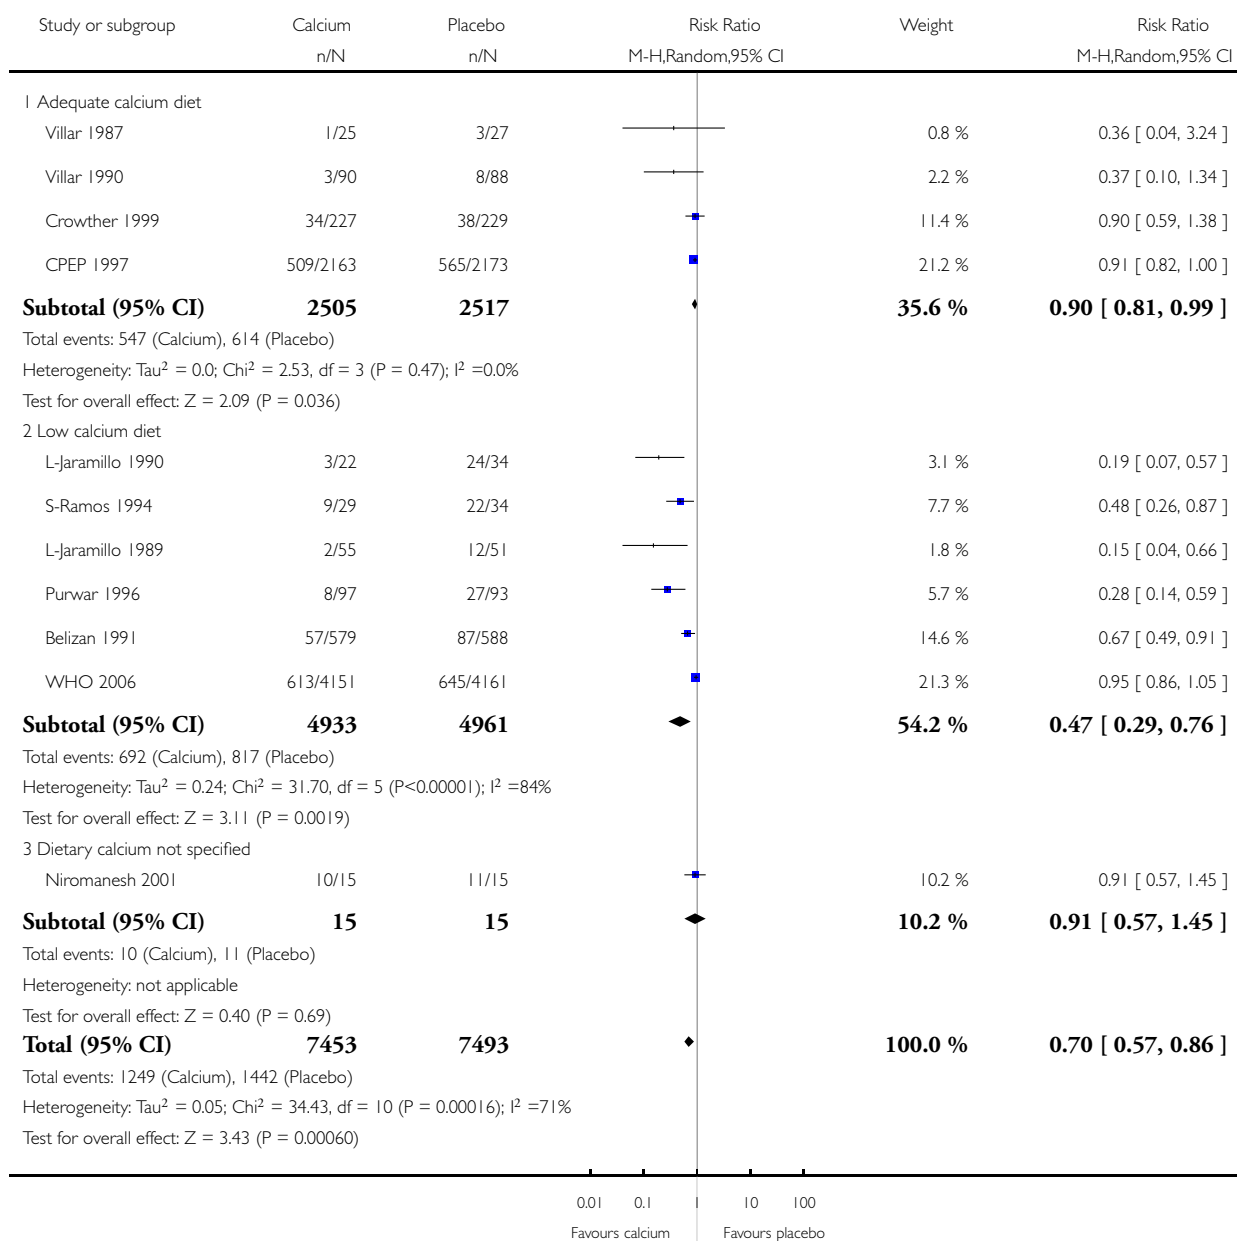 Study or subgroup Calcium Placebo Risk Ratio Weight Risk Ratio
n/N n/N M-H,Random,95% CI M-H,Random,95% CI
1 Adequate calcium diet
Villar 1987 1/25 3/27 0.8 % 0.36 [ 0.04, 3.24 ]
Villar 1990 3/90 8/88 2.2 % 0.37 [ 0.10, 1.34 ]
Crowther 1999 34/227 38/229 11.4 % 0.90 [ 0.59, 1.38 ]
CPEP 1997 509/2163 565/2173 21.2 % 0.91 [ 0.82, 1.00 ]
Subtotal (95% CI) 2505 2517 35.6 % 0.90 [ 0.81, 0.99 ]
Total events: 547 (Calcium), 614 (Placebo)
Heterogeneity: Tau² = 0.0; Chi² = 2.53, df = 3 (P = 0.47); I² =0.0%
Test for overall effect: Z = 2.09 (P = 0.036)
2 Low calcium diet
L-Jaramillo 1990 3/22 24/34 3.1 % 0.19 [ 0.07, 0.57 ]
S-Ramos 1994 9/29 22/34 7.7 % 0.48 [ 0.26, 0.87 ]
L-Jaramillo 1989 2/55 12/51 1.8 % 0.15 [ 0.04, 0.66 ]
Purwar 1996 8/97 27/93 5.7 % 0.28 [ 0.14, 0.59 ]
Belizan 1991 57/579 87/588 14.6 % 0.67 [ 0.49, 0.91 ]
WHO 2006 613/4151 645/4161 21.3 % 0.95 [ 0.86, 1.05 ]
Subtotal (95% CI) 4933 4961 54.2 % 0.47 [ 0.29, 0.76 ]
Total events: 692 (Calcium), 817 (Placebo)
Heterogeneity: Tau² = 0.24; Chi² = 31.70, df = 5 (P<0.00001); I² =84%
Test for overall effect: Z = 3.11 (P = 0.0019)
3 Dietary calcium not specified
Niromanesh 2001 10/15 11/15 10.2 % 0.91 [ 0.57, 1.45 ]
Subtotal (95% CI) 15 15 10.2 % 0.91 [ 0.57, 1.45 ]
Total events: 10 (Calcium), 11 (Placebo)
Heterogeneity: not applicable
Test for overall effect: Z = 0.40 (P = 0.69)
Total (95% CI) 7453 7493 100.0 % 0.70 [ 0.57, 0.86 ]
Total events: 1249 (Calcium), 1442 (Placebo)
Heterogeneity: Tau² = 0.05; Chi² = 34.43, df = 10 (P = 0.00016); I² =71%
Test for overall effect: Z = 3.43 (P = 0.00060)
0.01 0.1 1 10 100
Favours calcium Favours placebo